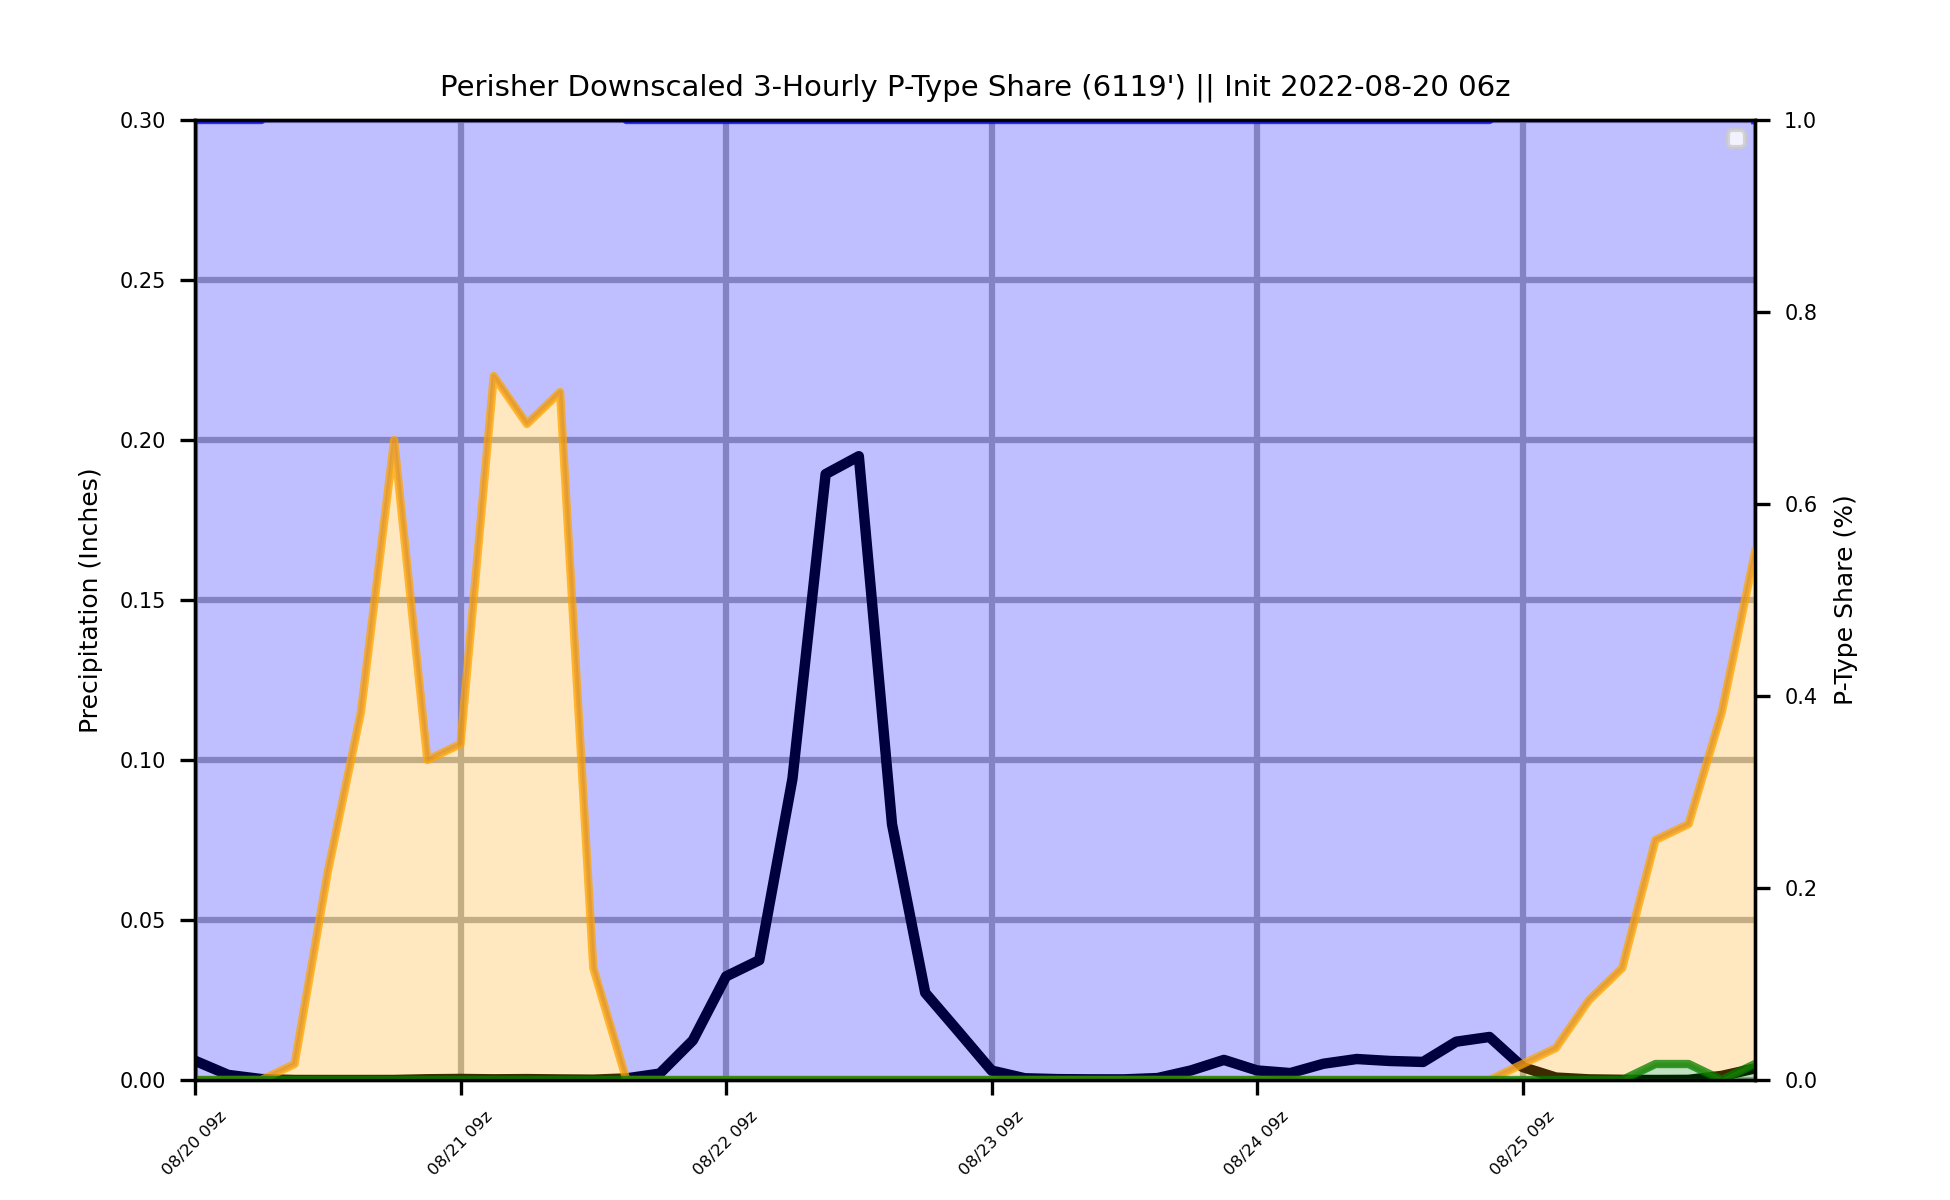 Perisher Downscaled 3-Hourly P-Type Share (6119') || Init 2022-08-20 06z
0.30
0.25
0.20
0.15
0.10
0.05
0.00
Precipitation (Inches)
1.0
0.8
0.6
0.4
0.2
0.0
P-Type Share (%)
08/20 09z
08/21 09z
08/22 09z
08/23 09z
08/24 09z
08/25 09z